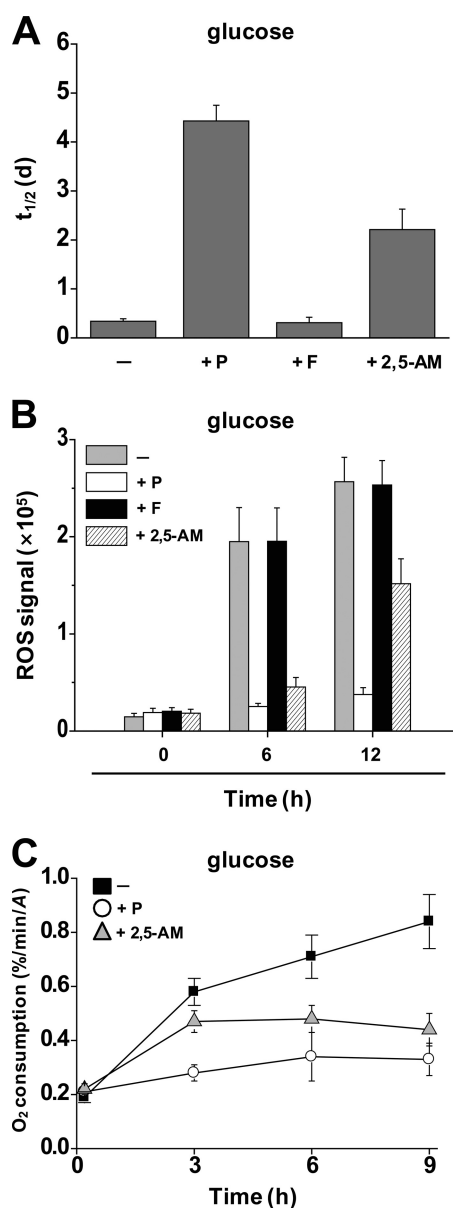 A
glucose
6
5
4
3
2
1
0
t1/2 (d)
– + P + F + 2,5-AM
B
glucose
–
+ P
+ F
+ 2,5-AM
3
2
1
0
ROS signal (×10⁵)
0 6 12
Time (h)
C
glucose
–
+ P
+ 2,5-AM
1.0
0.8
0.6
0.4
0.2
0.0
O2 consumption (%/min/A)
0 3 6 9
Time (h)